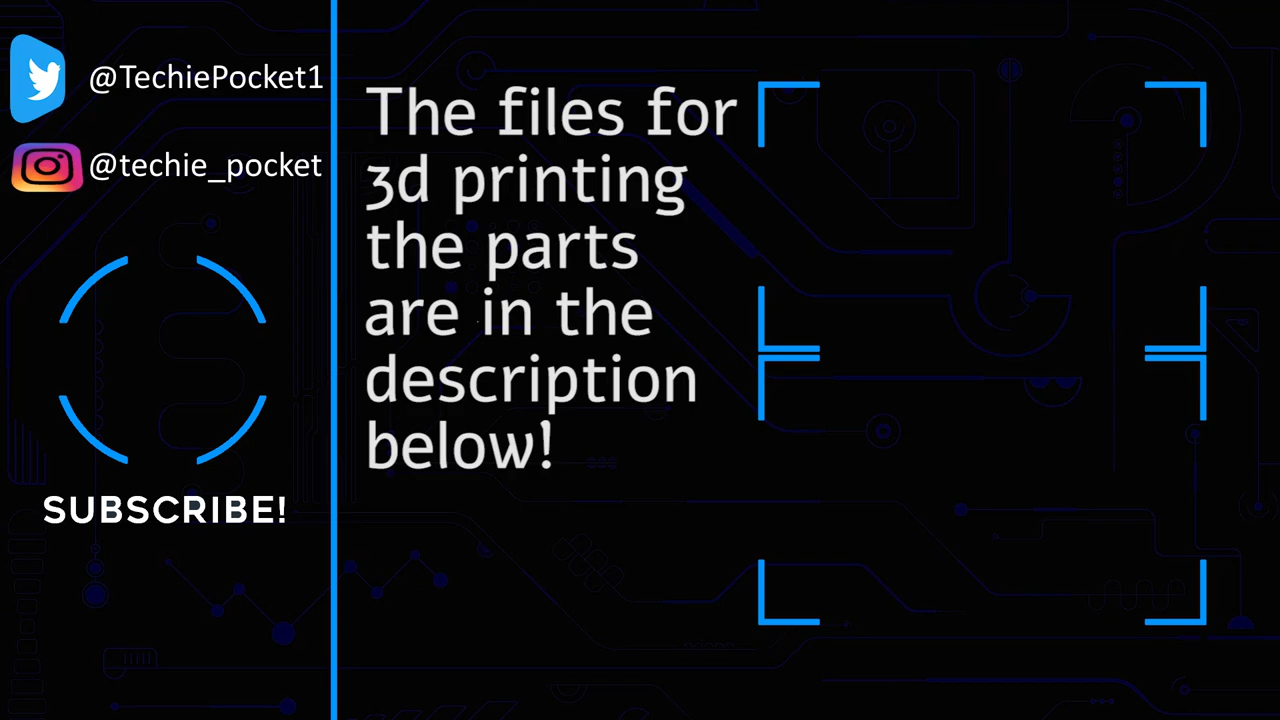 @TechiePocket1
@techie_pocket
SUBSCRIBE!
The files for
3d printing
the parts
are in the
description
below!